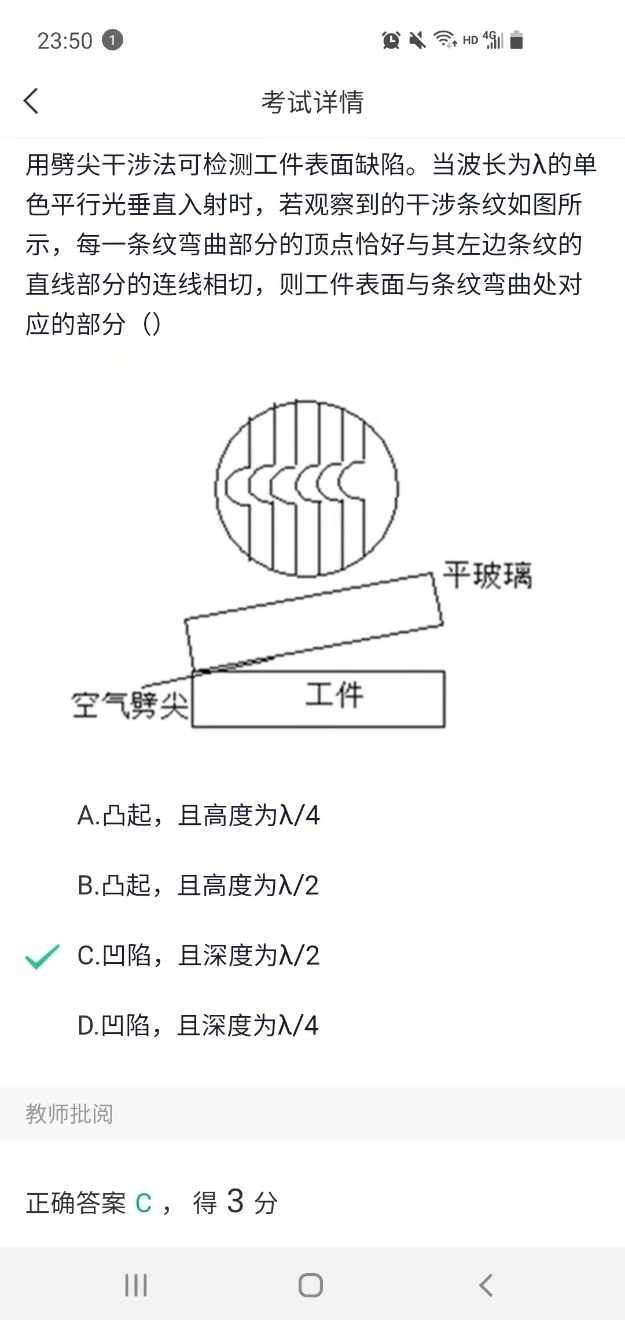 23:50 1 HD 4G
考试详情
用劈尖干涉法可检测工件表面缺陷。当波长为λ的单
色平行光垂直入射时，若观察到的干涉条纹如图所
示，每一条纹弯曲部分的顶点恰好与其左边条纹的
直线部分的连线相切，则工件表面与条纹弯曲处对
应的部分（）
平玻璃
空气劈尖
工件
A.凸起，且高度为λ/4
B.凸起，且高度为λ/2
C.凹陷，且深度为λ/2
D.凹陷，且深度为λ/4
教师批阅
正确答案 C ， 得 3 分